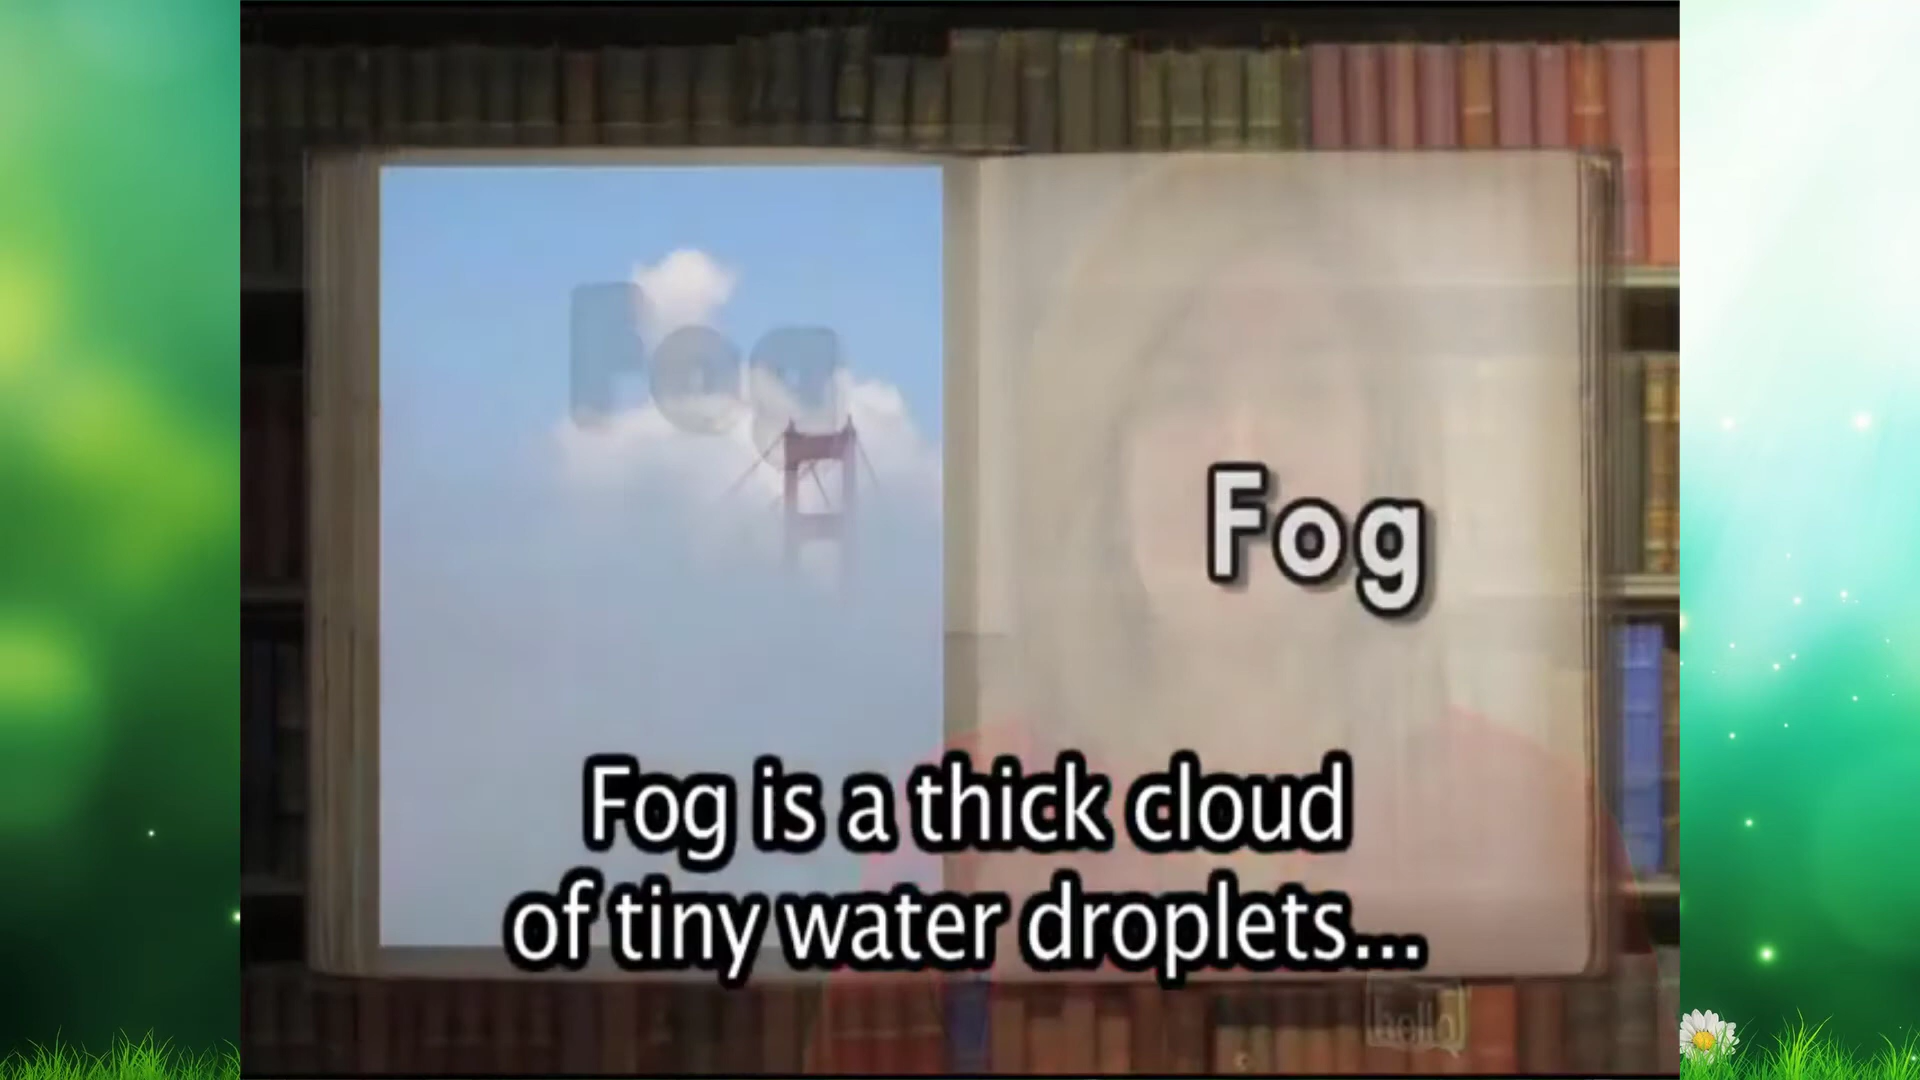 Fog
Fog
Fog is a thick cloud
of tiny water droplets...
hello